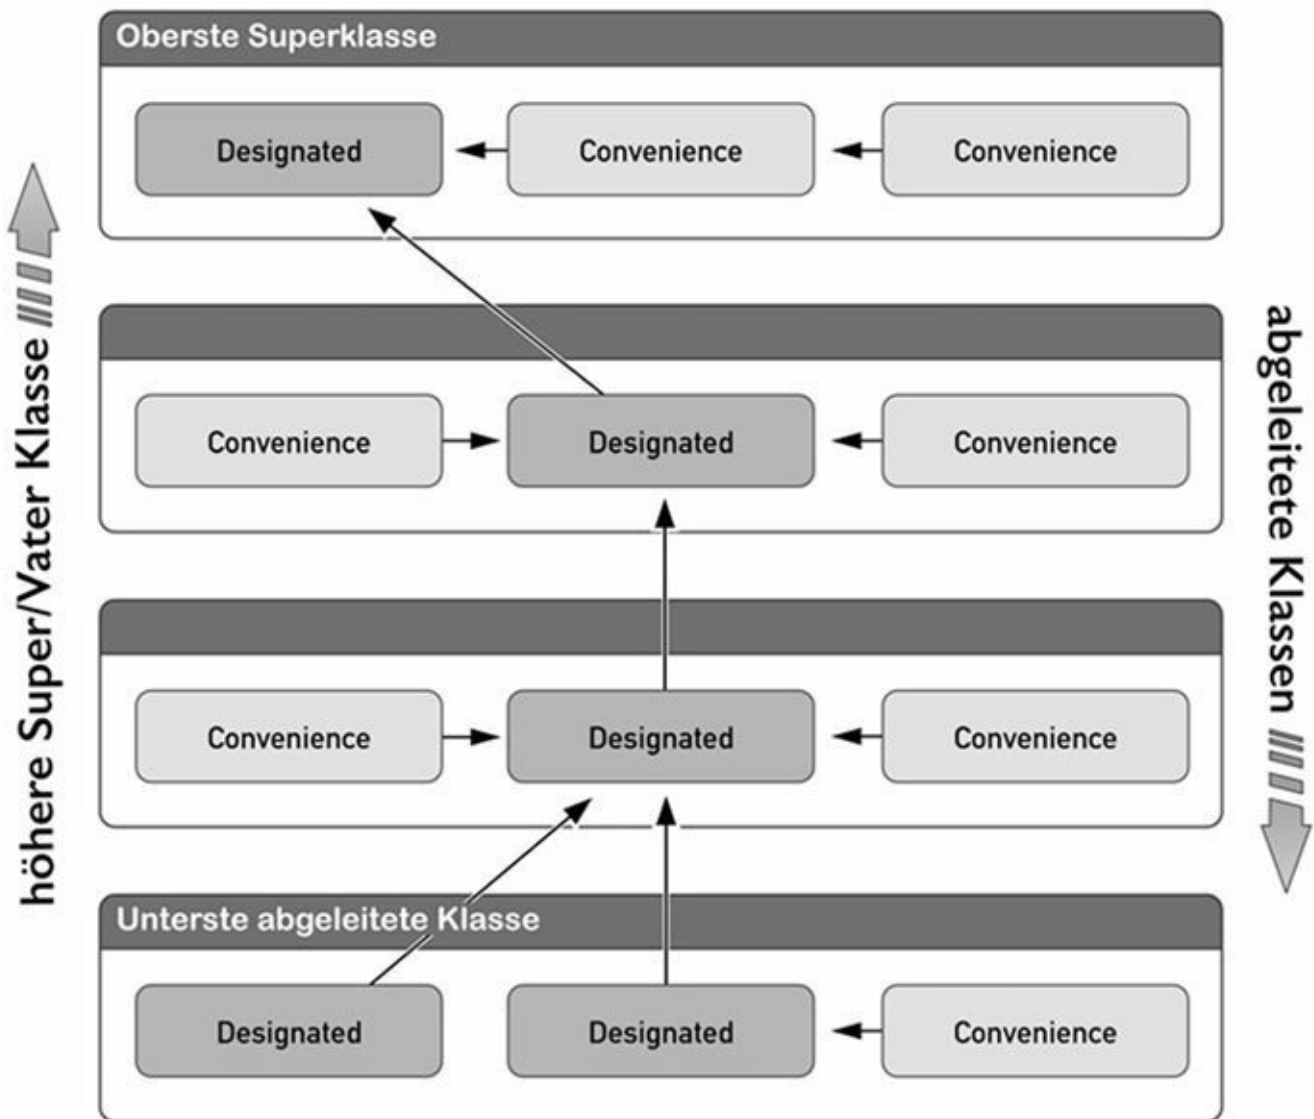 Oberste Superklasse
Designated
Convenience
Convenience
höhere Super/Vater Klasse
Convenience
Designated
Convenience
abgeleitete Klassen
Convenience
Designated
Convenience
Unterste abgeleitete Klasse
Designated
Designated
Convenience